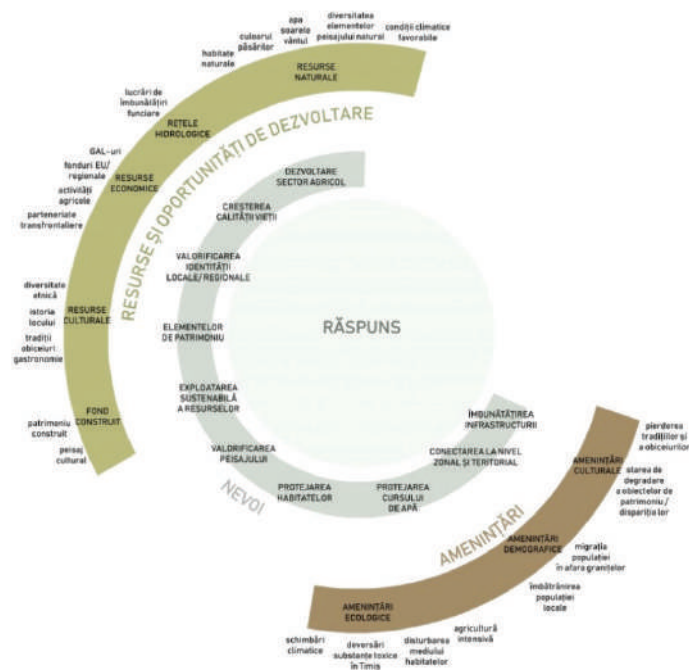 condiții climatice
favorabile
diversitatea
elementelor
peisajului natural
apa
soarele
vântul
culoarul
păsărilor
habitate
naturale
RESURSE
NATURALE
lucrări de
îmbunătățiri
funciare
REȚELE
HIDROLOGICE
GAL-uri
fonduri EU/
regionale
activități
agricole
parteneriate
transfrontaliere
RESURSE
ECONOMICE
diversitate
etnică
istoria
locului
tradiții
obiceiuri
gastronomie
RESURSE
CULTURALE
patrimoniu
construit
peisaj
cultural
FOND
CONSTRUIT
RESURSE ȘI OPORTUNITĂȚI DE DEZVOLTARE
DEZVOLTARE
SECTOR AGRICOL
CREȘTEREA
CALITĂȚII VIEȚII
VALORIFICAREA
IDENTITĂȚII
LOCALE/REGIONALE
ELEMENTELOR
DE PATRIMONIU
EXPLOATAREA
SUSTENABILĂ
A RESURSELOR
VALORIFICAREA
PEISAJULUI
PROTEJAREA
HABITATELOR
PROTEJAREA
CURSULUI
DE APĂ
CONECTAREA LA NIVEL
ZONAL ȘI TERITORIAL
ÎMBUNĂTĂȚIREA
INFRASTRUCTURII
NEVOI
RĂSPUNS
AMENINȚĂRI
AMENINȚĂRI
CULTURALE
pierderea
tradițiilor și
a obiceiurilor
starea de
degradare
a obiectelor de
patrimoniu/
dispariția lor
AMENINȚĂRI
DEMOGRAFICE
migrația
populației
în afara granițelor
îmbătrânirea
populației
locale
AMENINȚĂRI
ECOLOGICE
schimbări
climatice
deversări
substanțe toxice
în Timiș
disturbarea
mediului
habitatelor
agricultură
intensivă